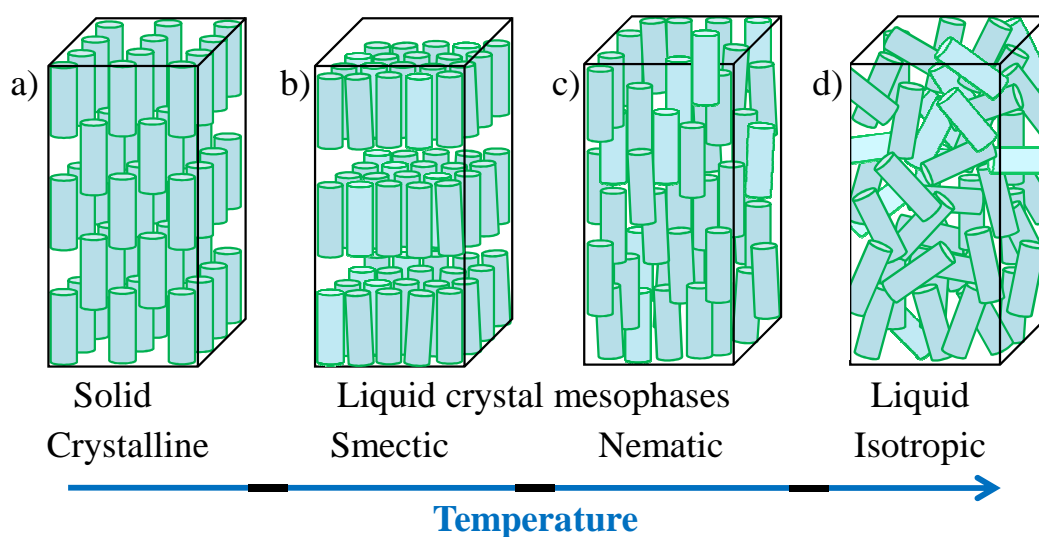 a) b) c) d)
Solid Liquid crystal mesophases Liquid
Crystalline Smectic Nematic Isotropic
Temperature